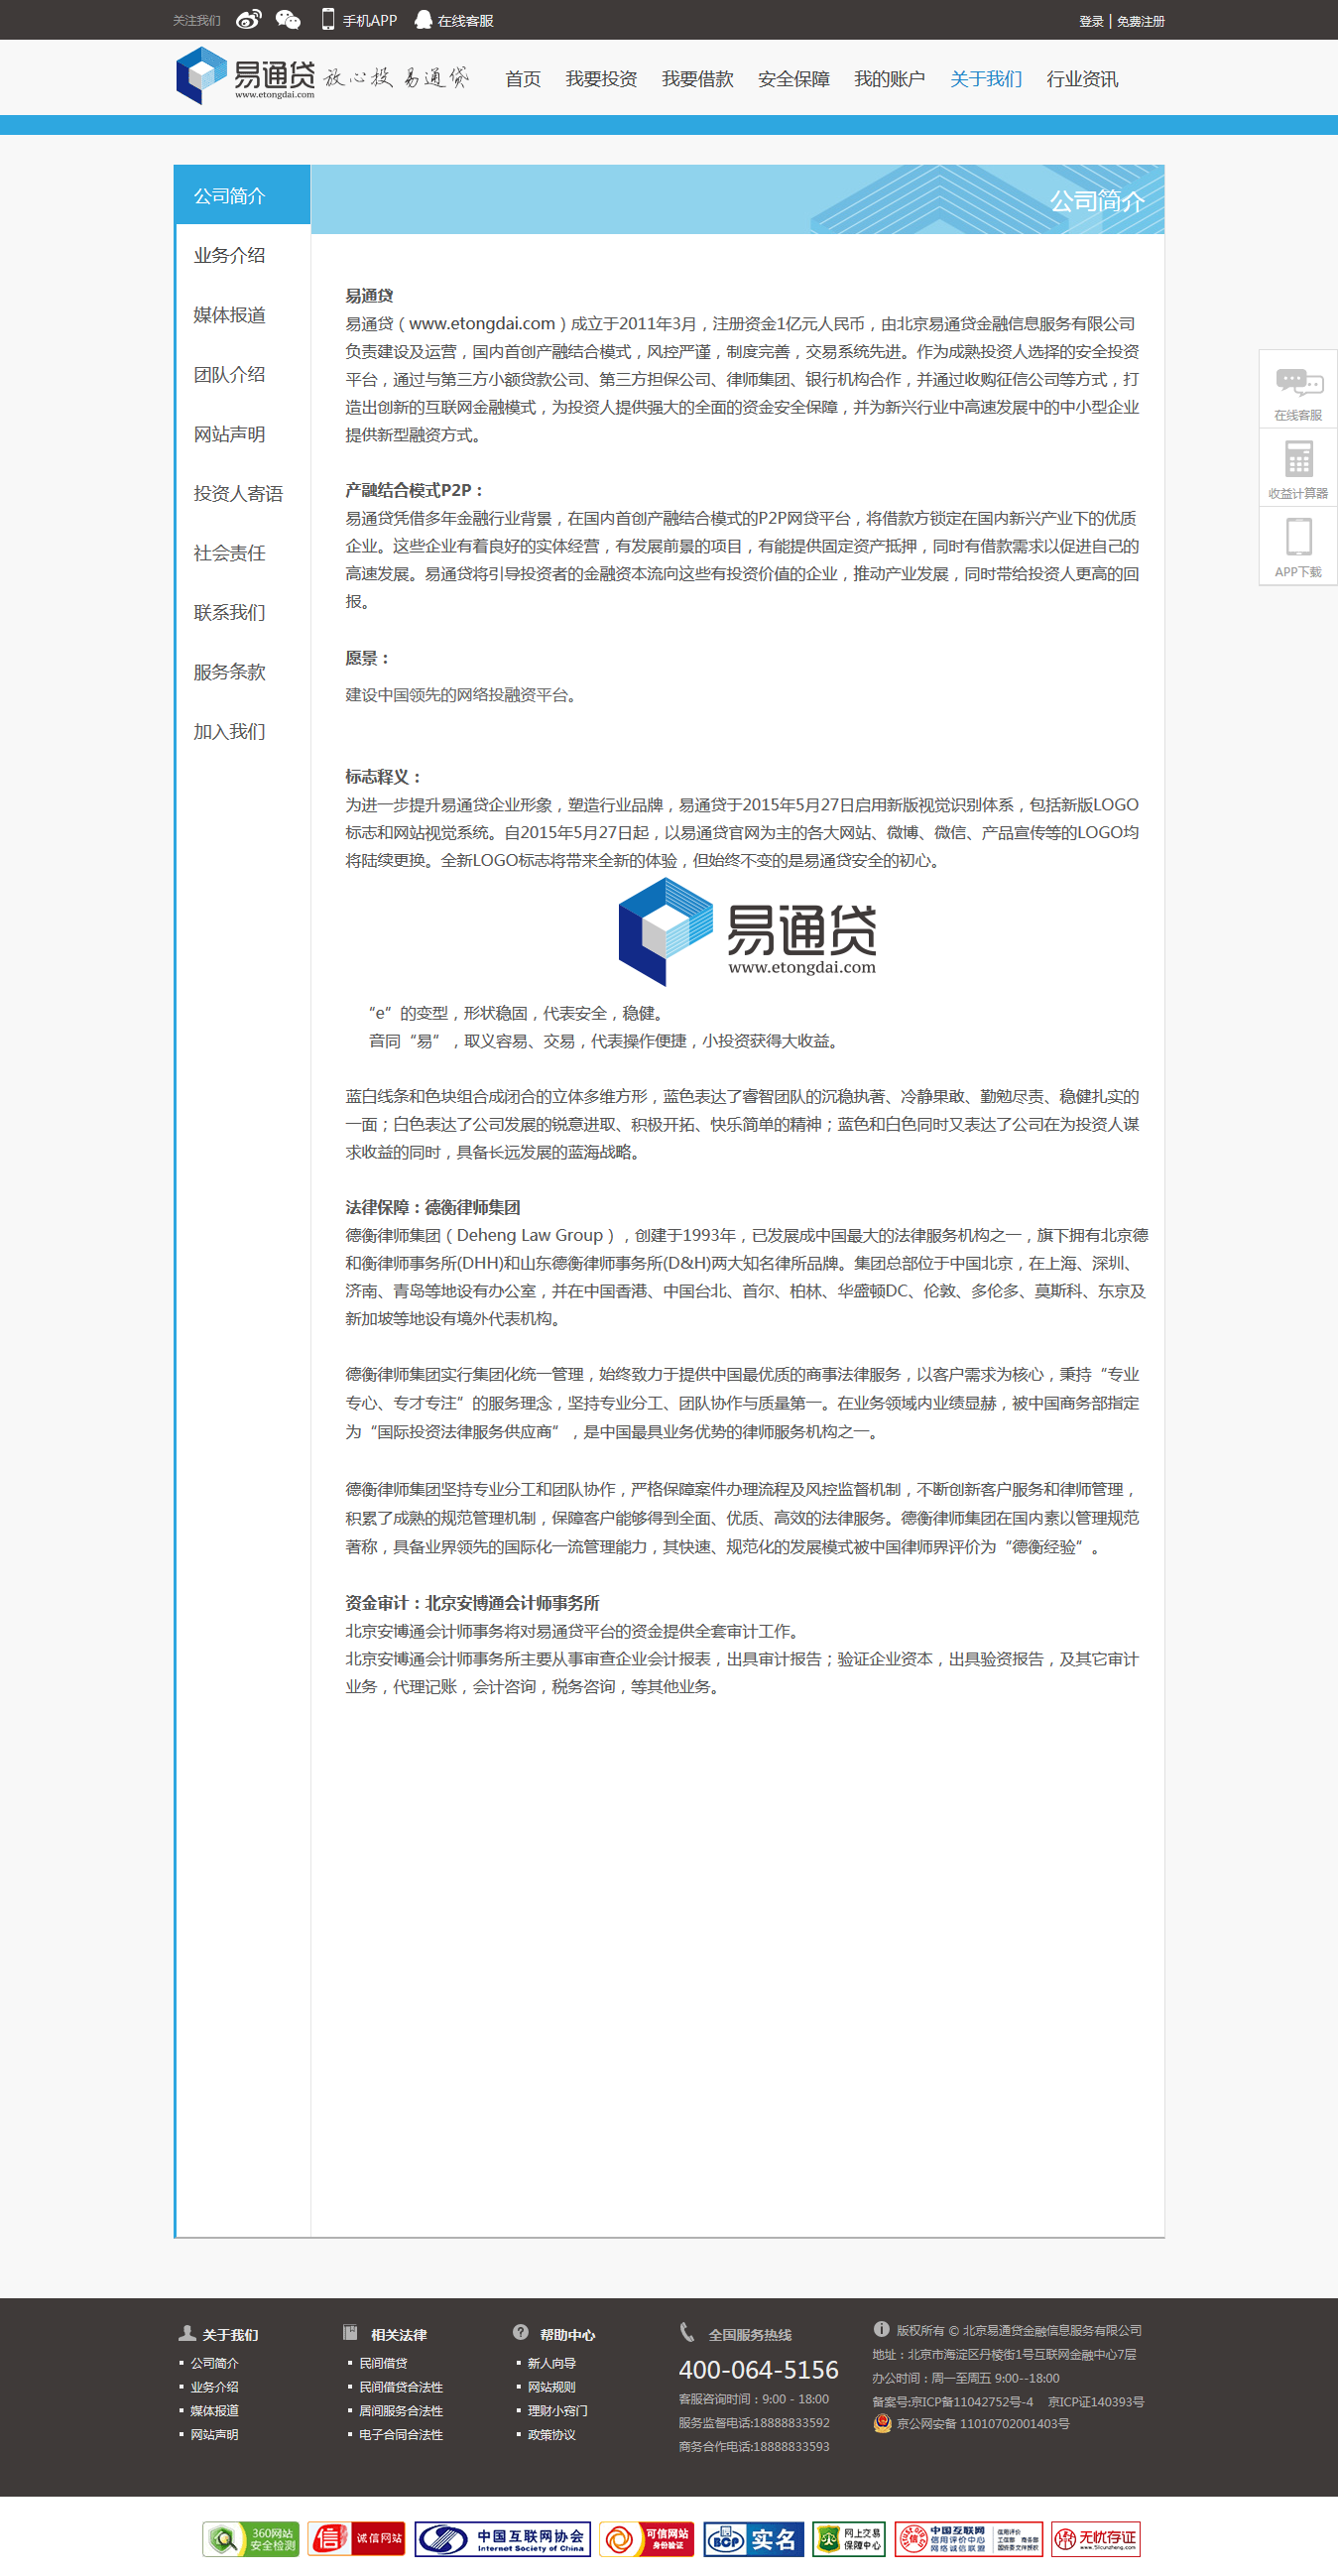 关注我们 手机APP 在线客服 登录 | 免费注册
易通贷 放心投 易通贷 首页 我要投资 我要借款 安全保障 我的账户 关于我们 行业资讯
www.etongdai.com
公司简介
业务介绍
媒体报道
团队介绍
网站声明
投资人寄语
社会责任
联系我们
服务条款
加入我们
公司简介
易通贷
易通贷（www.etongdai.com）成立于2011年3月，注册资金1亿元人民币，由北京易通贷金融信息服务有限公司
负责建设及运营，国内首创产融结合模式，风控严谨，制度完善，交易系统先进。作为成熟投资人选择的安全投资
平台，通过与第三方小额贷款公司、第三方担保公司、律师集团、银行机构合作，并通过收购征信公司等方式，打
造出创新的互联网金融模式，为投资人提供强大的全面的资金安全保障，并为新兴行业中高速发展中的中小型企业
提供新型融资方式。
产融结合模式P2P：
易通贷凭借多年金融行业背景，在国内首创产融结合模式的P2P网贷平台，将借款方锁定在国内新兴产业下的优质
企业。这些企业有着良好的实体经营，有发展前景的项目，有能提供固定资产抵押，同时有借款需求以促进自己的
高速发展。易通贷将引导投资者的金融资本流向这些有投资价值的企业，推动产业发展，同时带给投资人更高的回
报。
愿景：
建设中国领先的网络投融资平台。
标志释义：
为进一步提升易通贷企业形象，塑造行业品牌，易通贷于2015年5月27日启用新版视觉识别体系，包括新版LOGO
标志和网站视觉系统。自2015年5月27日起，以易通贷官网为主的各大网站、微博、微信、产品宣传等的LOGO均
将陆续更换。全新LOGO标志将带来全新的体验，但始终不变的是易通贷安全的初心。
易通贷
www.etongdai.com
“e”的变型，形状稳固，代表安全，稳健。
音同“易”，取义容易、交易，代表操作便捷，小投资获得大收益。
蓝白线条和色块组合成闭合的立体多维方形，蓝色表达了睿智团队的沉稳执著、冷静果敢、勤勉尽责、稳健扎实的
一面；白色表达了公司发展的锐意进取、积极开拓、快乐简单的精神；蓝色和白色同时又表达了公司在为投资人谋
求收益的同时，具备长远发展的蓝海战略。
法律保障：德衡律师集团
德衡律师集团（Deheng Law Group），创建于1993年，已发展成中国最大的法律服务机构之一，旗下拥有北京德
和衡律师事务所(DHH)和山东德衡律师事务所(D&H)两大知名律所品牌。集团总部位于中国北京，在上海、深圳、
济南、青岛等地设有办公室，并在中国香港、中国台北、首尔、柏林、华盛顿DC、伦敦、多伦多、莫斯科、东京及
新加坡等地设有境外代表机构。
德衡律师集团实行集团化统一管理，始终致力于提供中国最优质的商事法律服务，以客户需求为核心，秉持“专业
专心、专才专注”的服务理念，坚持专业分工、团队协作与质量第一。在业务领域内业绩显赫，被中国商务部指定
为“国际投资法律服务供应商”，是中国最具业务优势的律师服务机构之一。
德衡律师集团坚持专业分工和团队协作，严格保障案件办理流程及风控监督机制，不断创新客户服务和律师管理，
积累了成熟的规范管理机制，保障客户能够得到全面、优质、高效的法律服务。德衡律师集团在国内素以管理规范
著称，具备业界领先的国际化一流管理能力，其快速、规范化的发展模式被中国律师界评价为“德衡经验”。
资金审计：北京安博通会计师事务所
北京安博通会计师事务将对易通贷平台的资金提供全套审计工作。
北京安博通会计师事务所主要从事审查企业会计报表，出具审计报告；验证企业资本，出具验资报告，及其它审计
业务，代理记账，会计咨询，税务咨询，等其他业务。
在线客服
收益计算器
APP下载
关于我们
公司简介
业务介绍
媒体报道
网站声明
相关法律
民间借贷
民间借贷合法性
居间服务合法性
电子合同合法性
帮助中心
新人向导
网站规则
理财小窍门
政策协议
全国服务热线
400-064-5156
客服咨询时间：9:00 - 18:00
服务监督电话:18888833592
商务合作电话:18888833593
版权所有 © 北京易通贷金融信息服务有限公司
地址：北京市海淀区丹棱街1号互联网金融中心7层
办公时间：周一至周五 9:00--18:00
备案号:京ICP备11042752号-4 京ICP证140393号
京公网安备 11010702001403号
360网站
安全检测
信 诚信网站
中国互联网协会
Internet Society of China
可信网站
身份验证
BCP 实名
网上交易
保障中心
中国互联网
信用评价中心
网络诚信联盟
无忧存证
www.51cunzheng.com